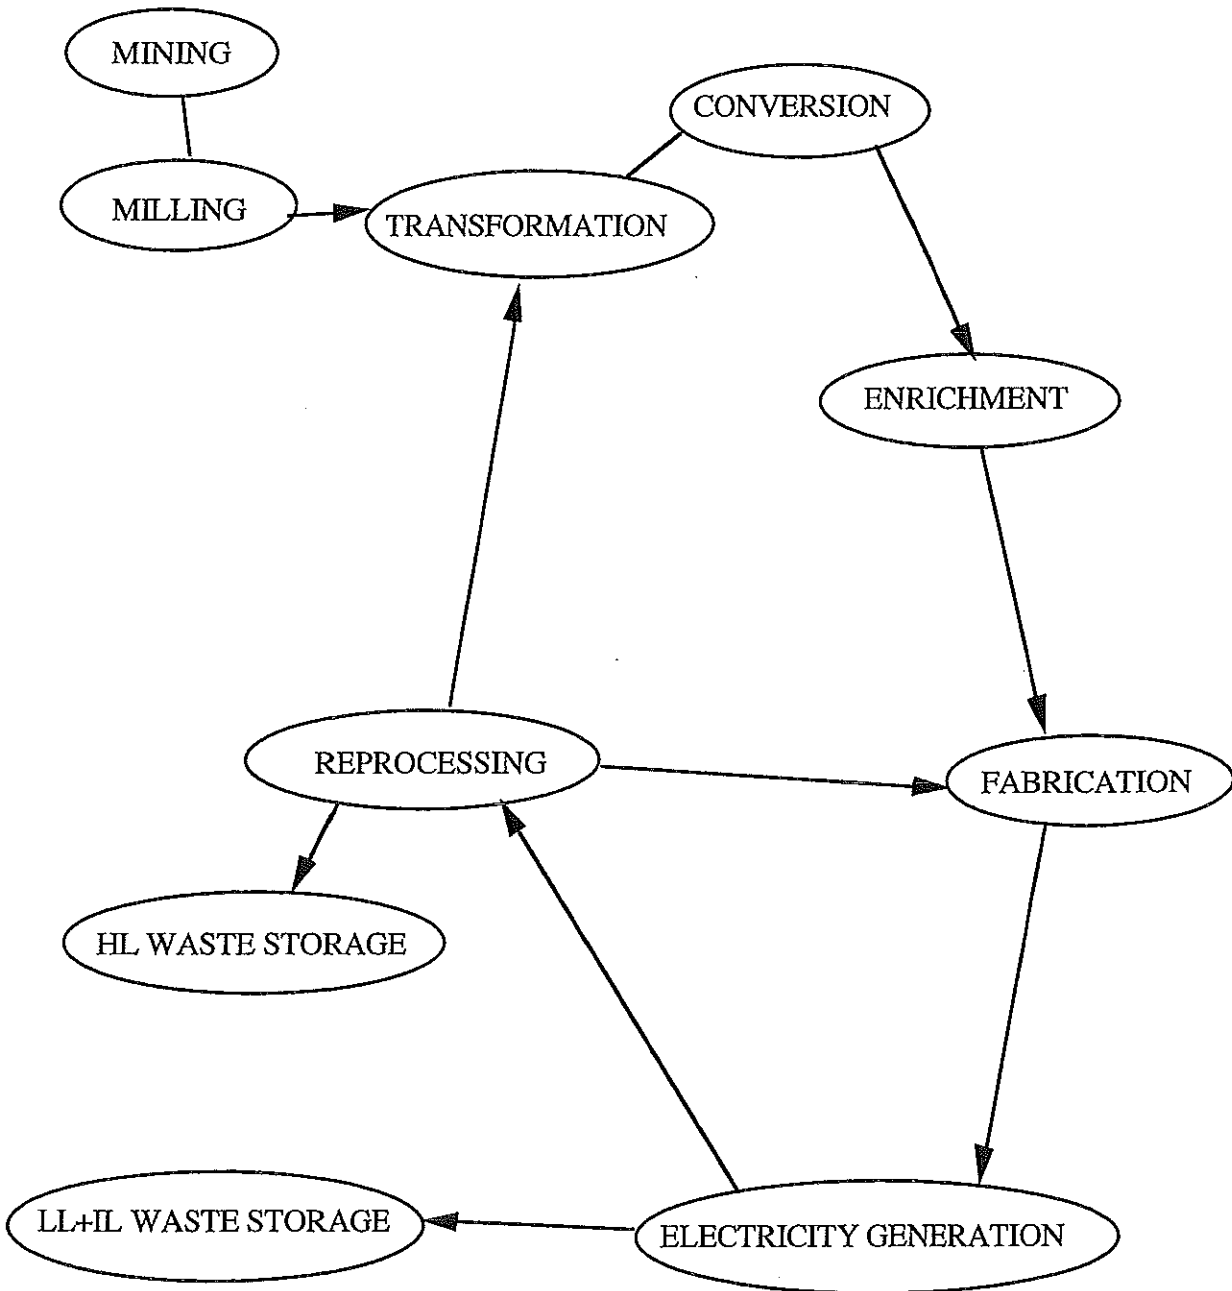 MINING
CONVERSION
MILLING
TRANSFORMATION
ENRICHMENT
REPROCESSING
FABRICATION
HL WASTE STORAGE
LL+IL WASTE STORAGE
ELECTRICITY GENERATION